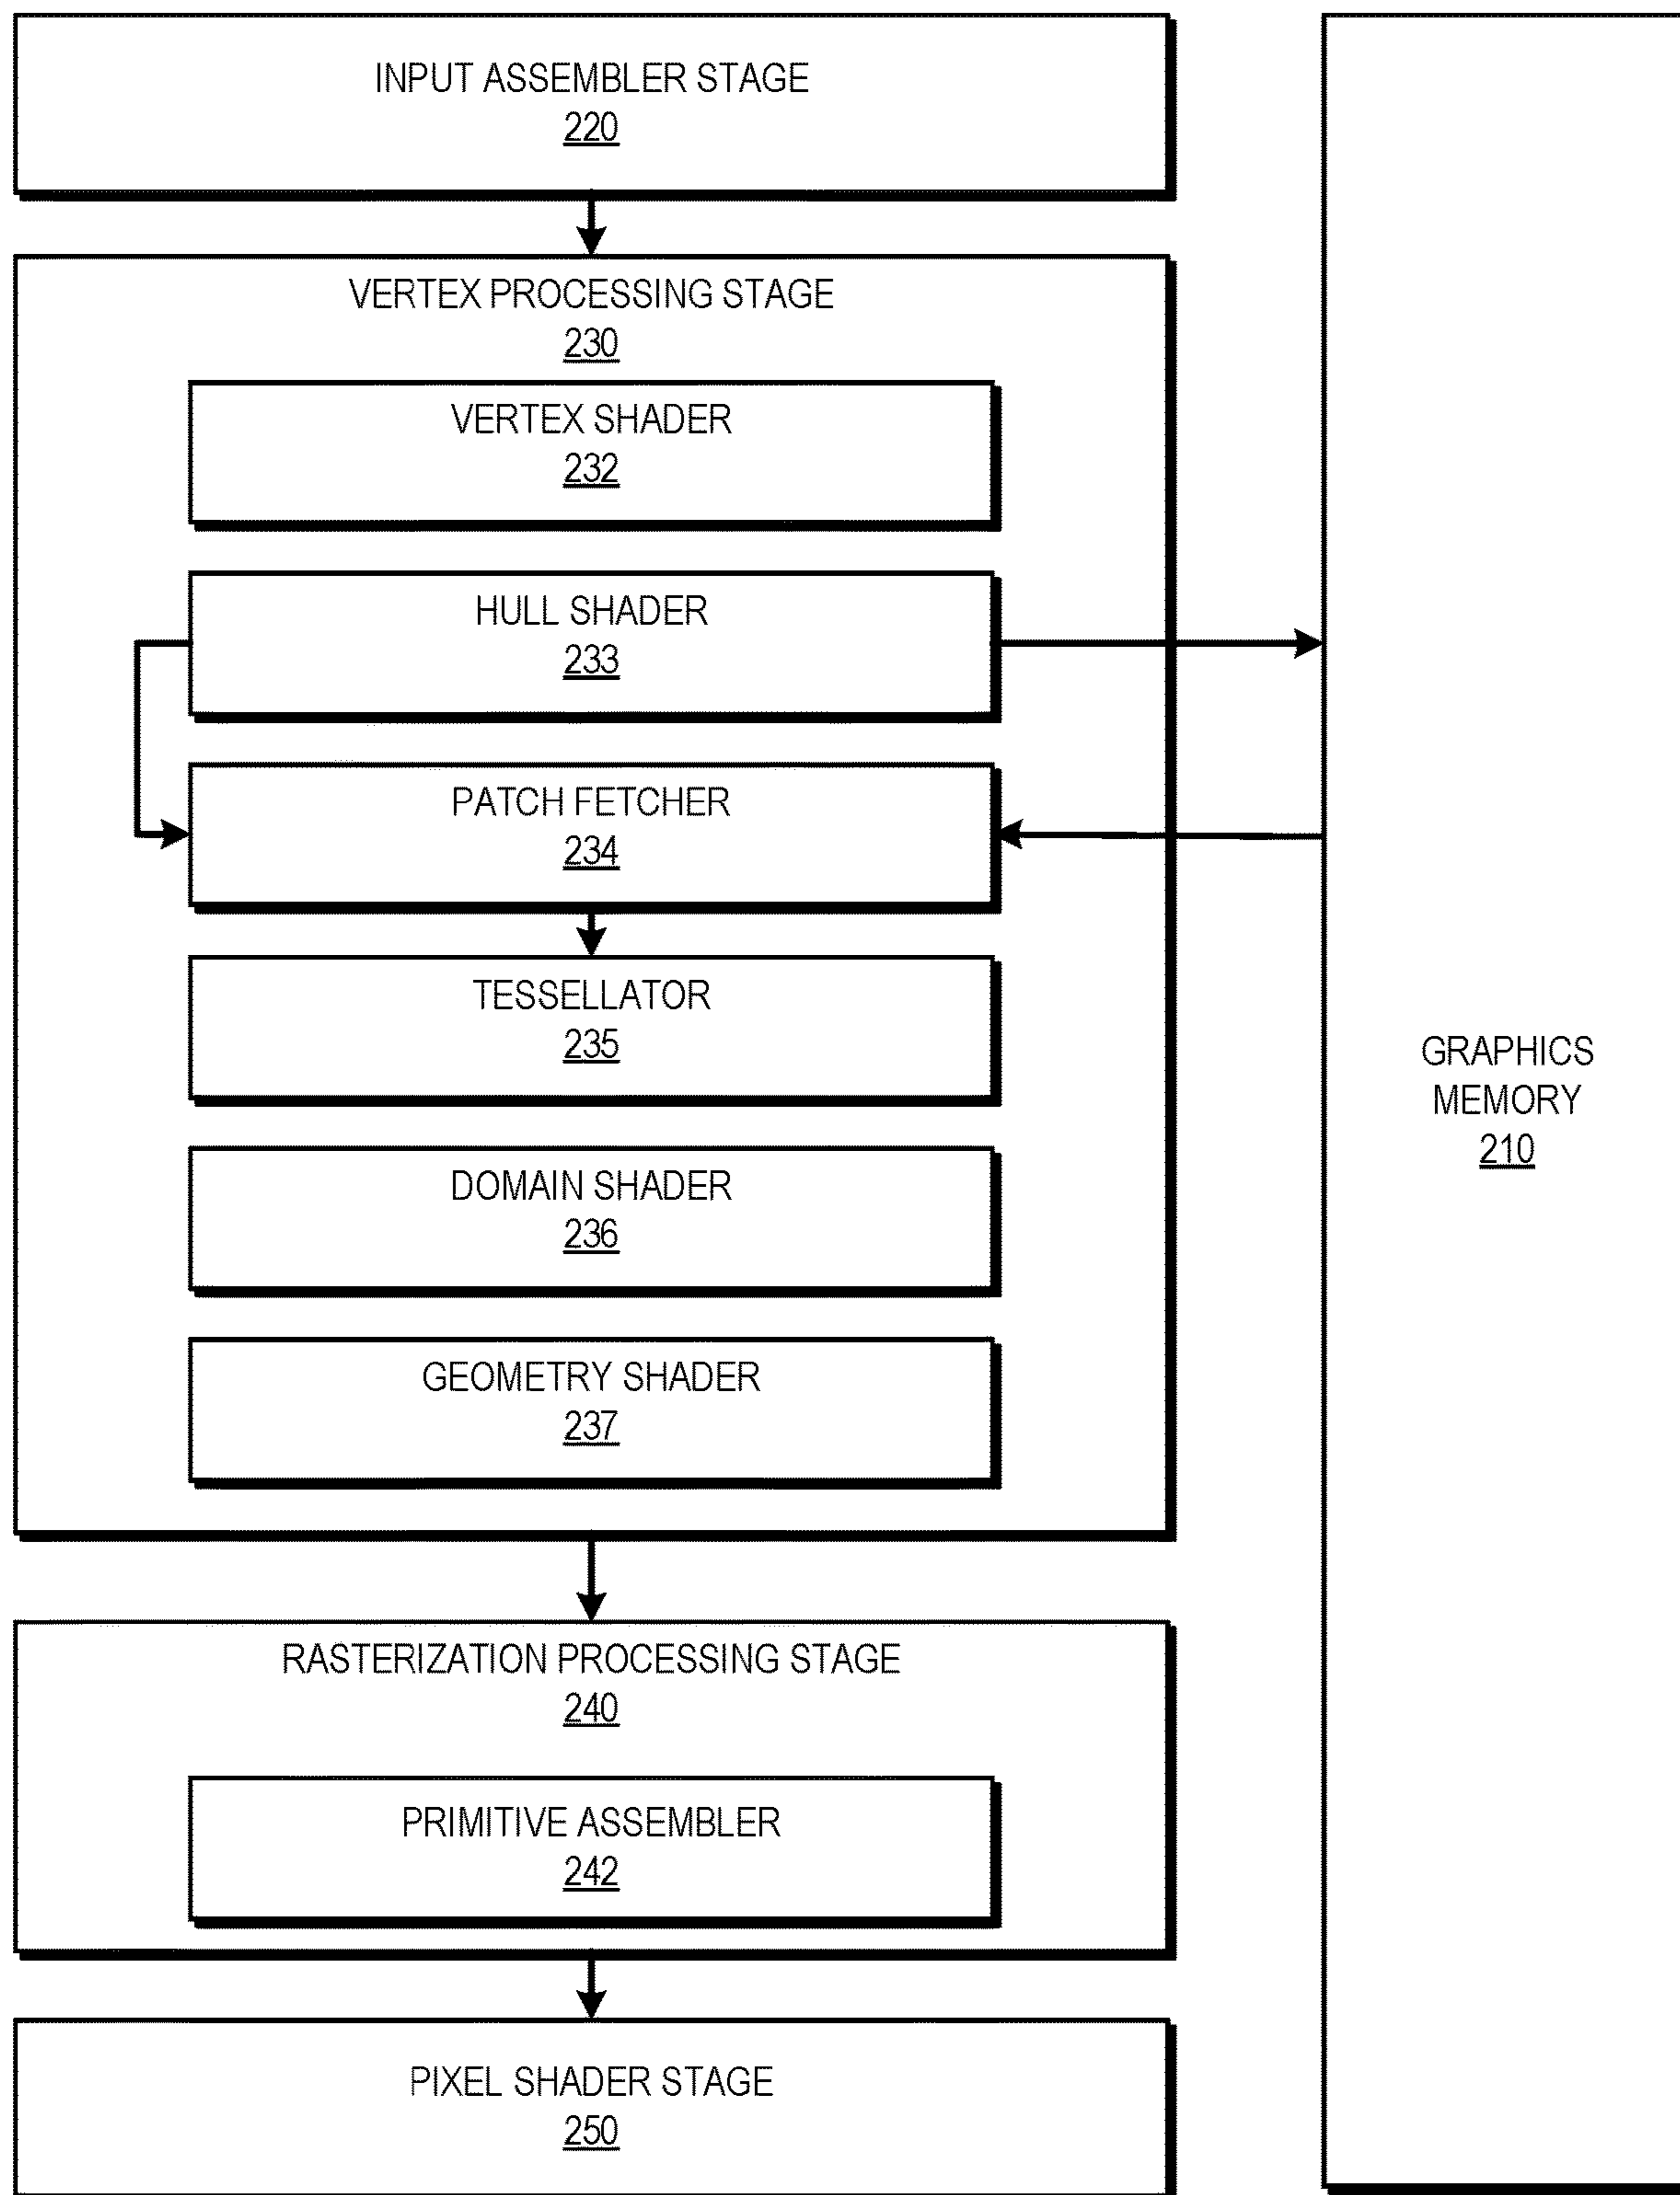 INPUT ASSEMBLER STAGE
220
VERTEX PROCESSING STAGE
230
VERTEX SHADER
232
HULL SHADER
233
PATCH FETCHER
234
TESSELLATOR
235
DOMAIN SHADER
236
GEOMETRY SHADER
237
RASTERIZATION PROCESSING STAGE
240
PRIMITIVE ASSEMBLER
242
PIXEL SHADER STAGE
250
GRAPHICS
MEMORY
210